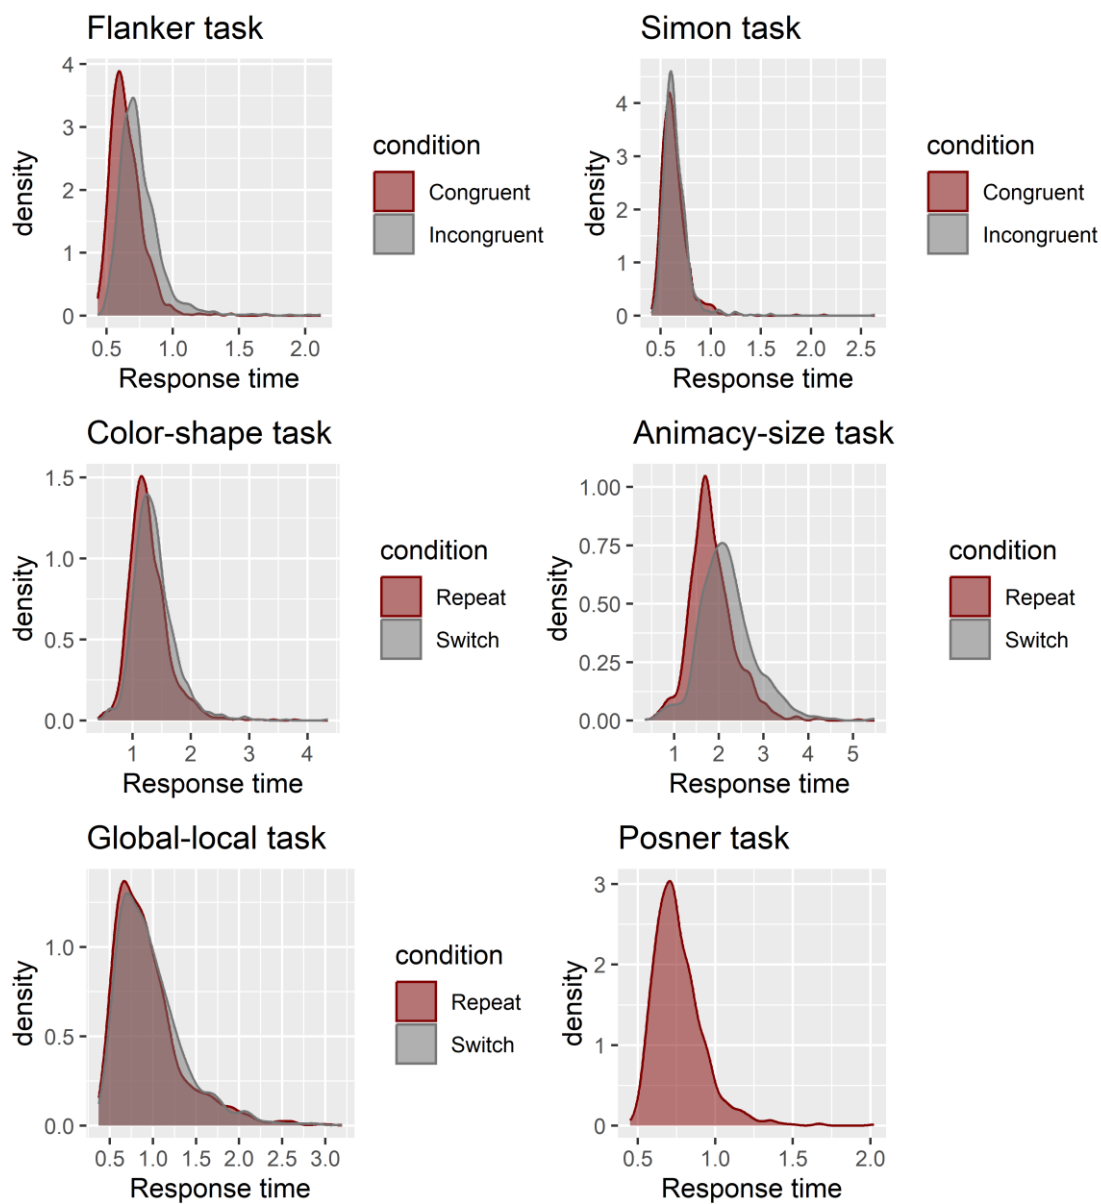 Flanker task
density
4
3
2
1
0
0.5 1.0 1.5 2.0
Response time
condition
Congruent
Incongruent
Simon task
density
4
3
2
1
0
0.5 1.0 1.5 2.0 2.5
Response time
condition
Congruent
Incongruent
Color-shape task
density
1.5
1.0
0.5
0.0
1 2 3 4
Response time
condition
Repeat
Switch
Animacy-size task
density
1.00
0.75
0.50
0.25
0.00
1 2 3 4 5
Response time
condition
Repeat
Switch
Global-local task
density
1.0
0.5
0.0
0.5 1.0 1.5 2.0 2.5 3.0
Response time
condition
Repeat
Switch
Posner task
density
3
2
1
0
0.5 1.0 1.5 2.0
Response time